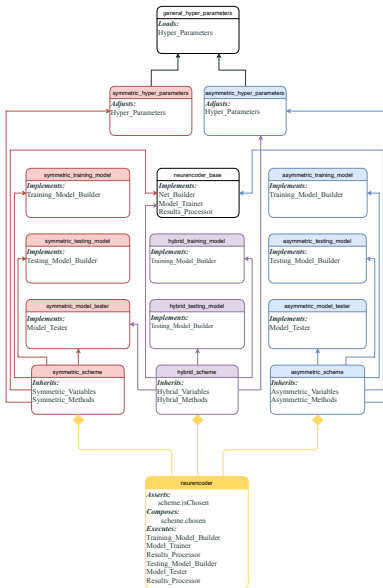 general_hyper_parameters
Loads:
Hyper_Parameters
symmetric_hyper_parameters
Adjusts:
Hyper_Parameters
asymmetric_hyper_parameters
Adjusts:
Hyper_Parameters
symmetric_training_model
Implements:
Training_Model_Builder
neurencoder_base
Implements:
Net_Builder
Model_Trainer
Results_Processor
asymmetric_training_model
Implements:
Training_Model_Builder
symmetric_testing_model
Implements:
Testing_Model_Builder
hybrid_training_model
Implements:
Training_Model_Builder
asymmetric_testing_model
Implements:
Testing_Model_Builder
symmetric_model_tester
Implements:
Model_Tester
hybrid_testing_model
Implements:
Testing_Model_Builder
asymmetric_model_tester
Implements:
Model_Tester
symmetric_scheme
Inherits:
Symmetric_Variables
Symmetric_Methods
hybrid_scheme
Inherits:
Hybrid_Variables
Hybrid_Methods
asymmetric_scheme
Inherits:
Asymmetric_Variables
Asymmetric_Methods
neurencoder
Asserts:
scheme.isChosen
Composes:
scheme.chosen
Executes:
Training_Model_Builder
Model_Trainer
Results_Processor
Testing_Model_Builder
Model_Tester
Results_Processor